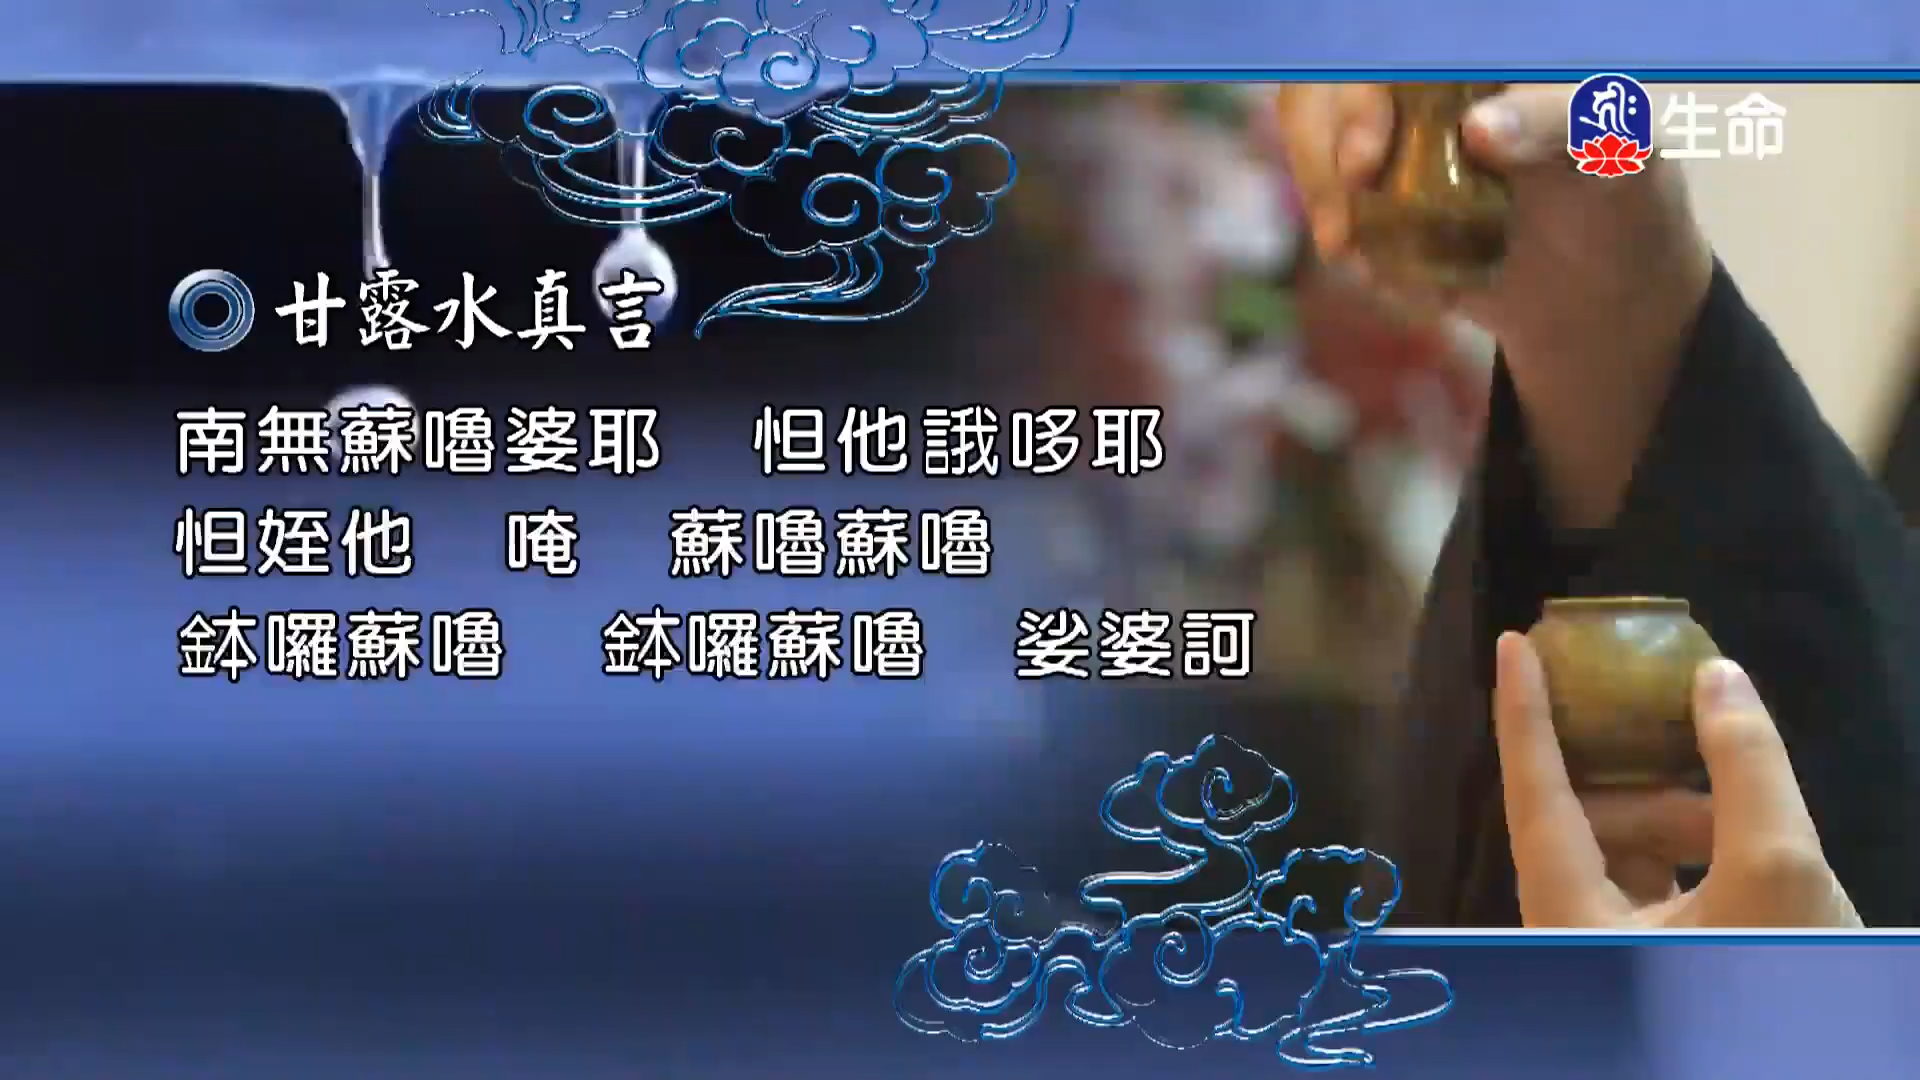 生命
甘露水真言
南無蘇嚕婆耶　怛他誐哆耶
怛姪他　唵　蘇嚕蘇嚕
鉢囉蘇嚕　鉢囉蘇嚕　娑婆訶